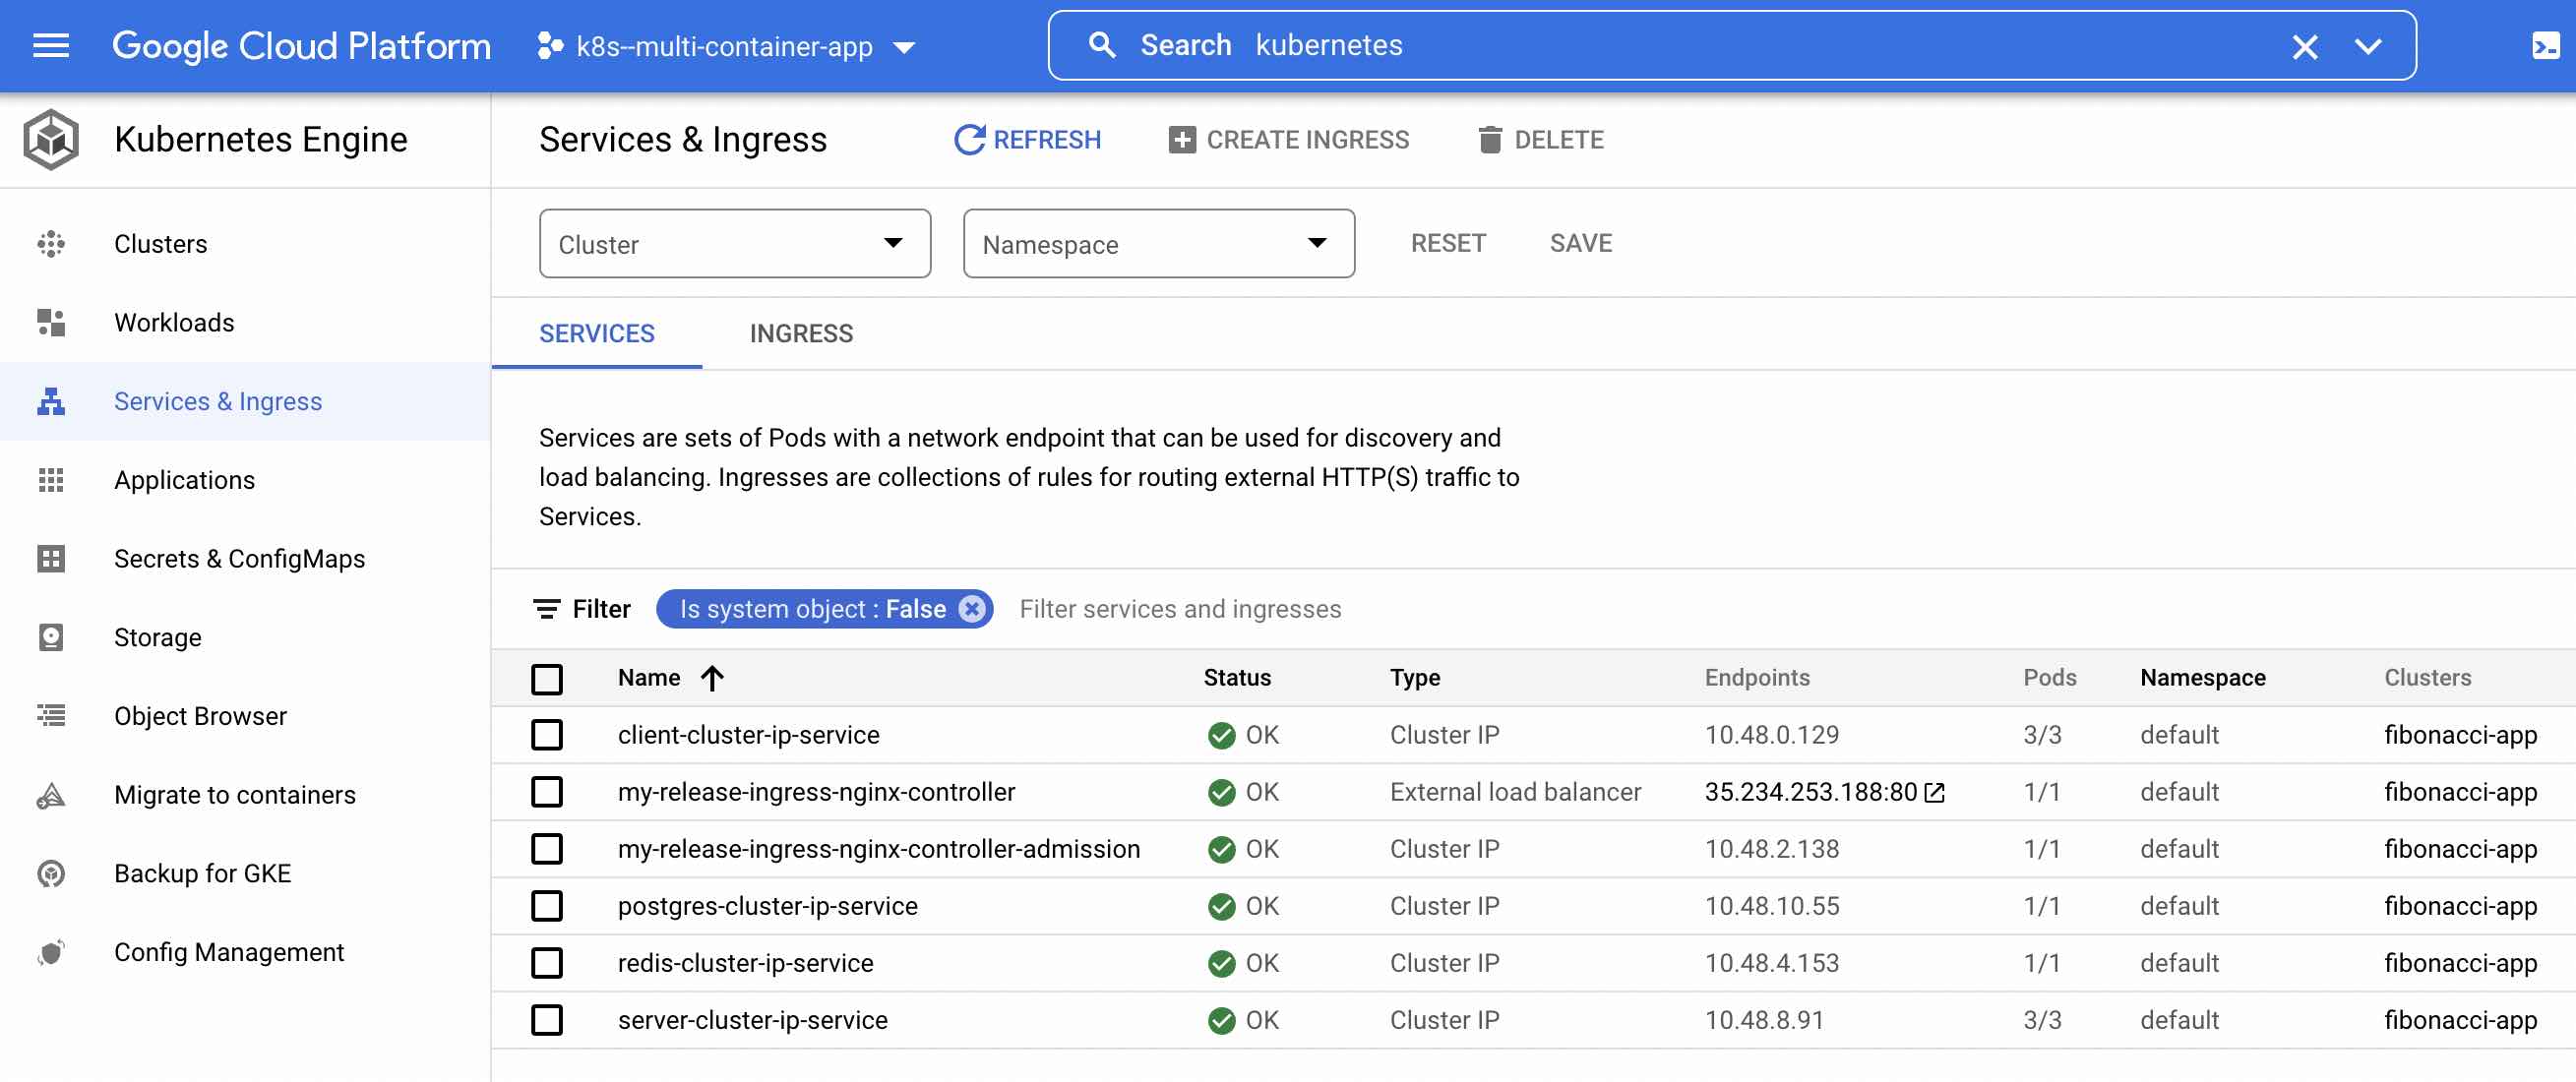 Google Cloud Platform k8s--multi-container-app Search kubernetes
Kubernetes Engine
Clusters
Workloads
Services & Ingress
Applications
Secrets & ConfigMaps
Storage
Object Browser
Migrate to containers
Backup for GKE
Config Management
Services & Ingress REFRESH CREATE INGRESS DELETE
Cluster Namespace RESET SAVE
SERVICES INGRESS
Services are sets of Pods with a network endpoint that can be used for discovery and
load balancing. Ingresses are collections of rules for routing external HTTP(S) traffic to
Services.
Filter Is system object : False Filter services and ingresses
Name Status Type Endpoints Pods Namespace Clusters
client-cluster-ip-service OK Cluster IP 10.48.0.129 3/3 default fibonacci-app
my-release-ingress-nginx-controller OK External load balancer 35.234.253.188:80 1/1 default fibonacci-app
my-release-ingress-nginx-controller-admission OK Cluster IP 10.48.2.138 1/1 default fibonacci-app
postgres-cluster-ip-service OK Cluster IP 10.48.10.55 1/1 default fibonacci-app
redis-cluster-ip-service OK Cluster IP 10.48.4.153 1/1 default fibonacci-app
server-cluster-ip-service OK Cluster IP 10.48.8.91 3/3 default fibonacci-app